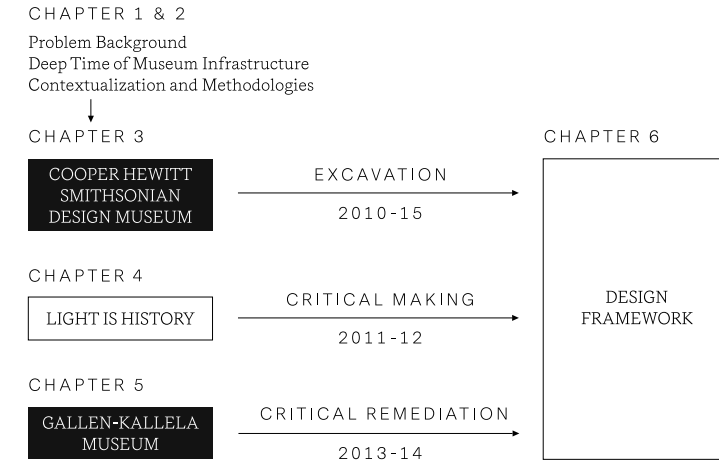 CHAPTER 1 & 2
Problem Background
Deep Time of Museum Infrastructure
Contextualization and Methodologies
CHAPTER 3
COOPER HEWITT
SMITHSONIAN
DESIGN MUSEUM
EXCAVATION
2010-15
CHAPTER 4
LIGHT IS HISTORY
CRITICAL MAKING
2011-12
CHAPTER 5
GALLEN-KALLELA
MUSEUM
CRITICAL REMEDIATION
2013-14
CHAPTER 6
DESIGN
FRAMEWORK